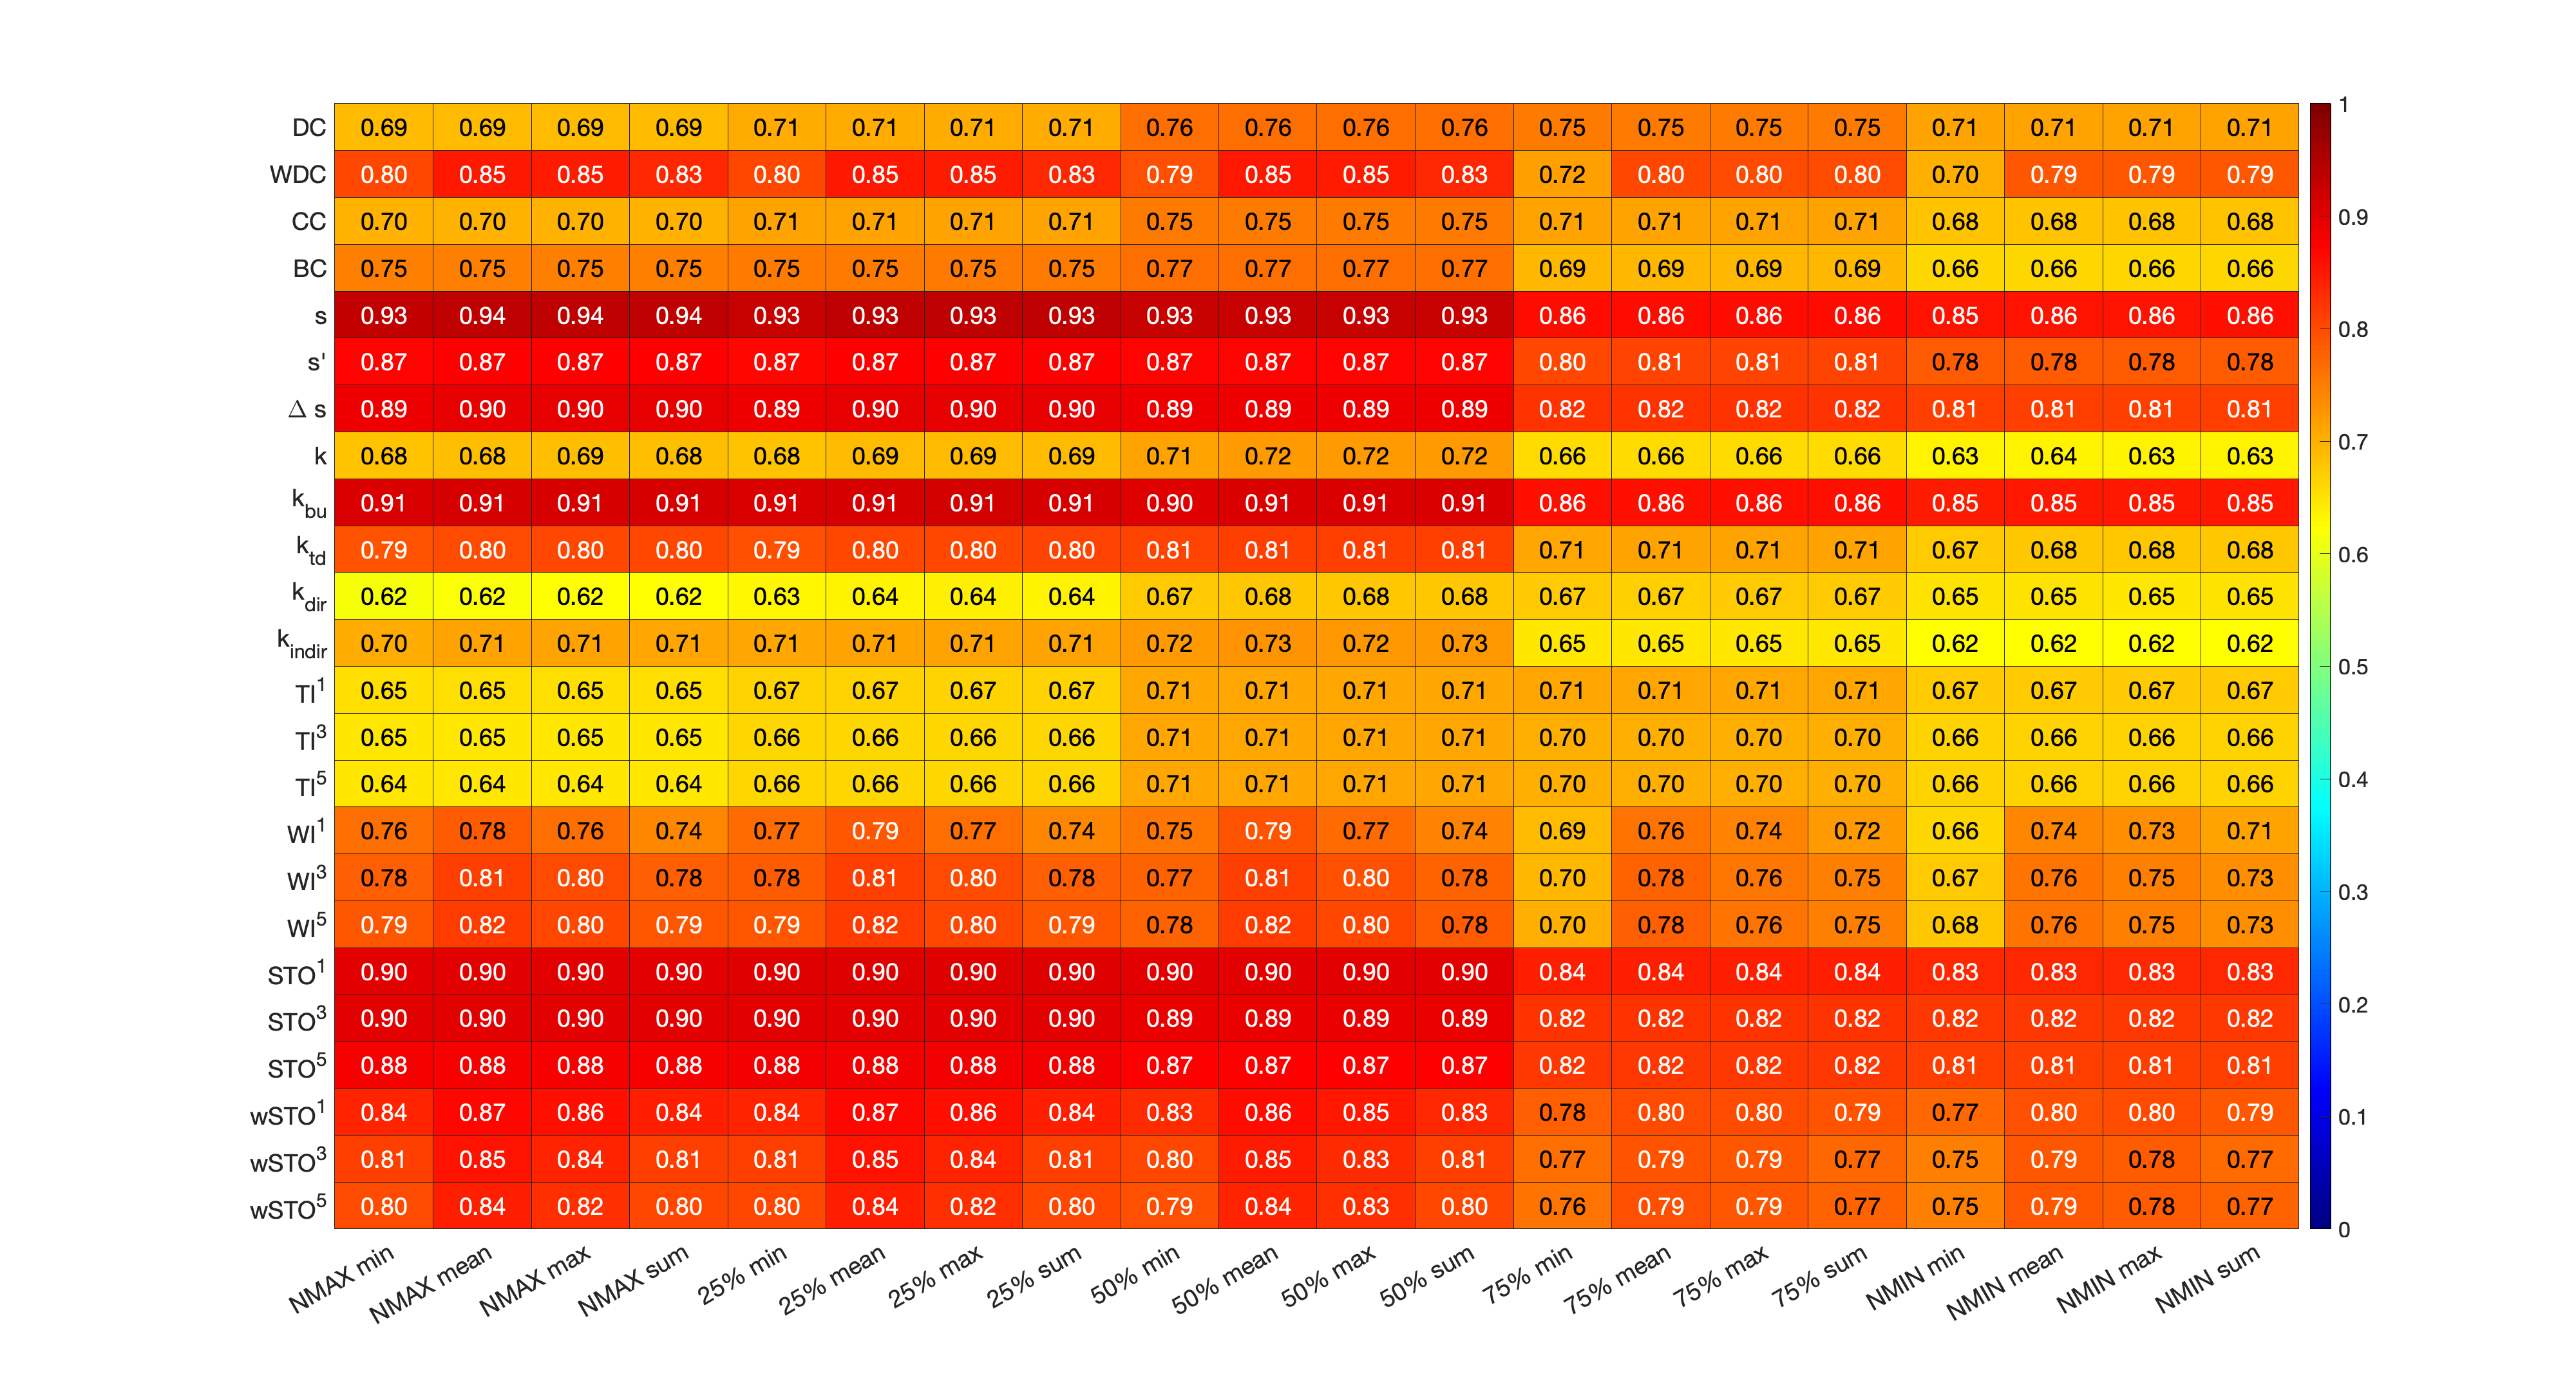 DC 0.69 0.69 0.69 0.69 0.71 0.71 0.71 0.71 0.76 0.76 0.76 0.76 0.75 0.75 0.75 0.75 0.71 0.71 0.71 0.71
WDC 0.80 0.85 0.85 0.83 0.80 0.85 0.85 0.83 0.79 0.85 0.85 0.83 0.72 0.80 0.80 0.80 0.70 0.79 0.79 0.79
CC 0.70 0.70 0.70 0.70 0.71 0.71 0.71 0.71 0.75 0.75 0.75 0.75 0.71 0.71 0.71 0.71 0.68 0.68 0.68 0.68
BC 0.75 0.75 0.75 0.75 0.75 0.75 0.75 0.75 0.77 0.77 0.77 0.77 0.69 0.69 0.69 0.69 0.66 0.66 0.66 0.66
s 0.93 0.94 0.94 0.94 0.93 0.93 0.93 0.93 0.93 0.93 0.93 0.93 0.86 0.86 0.86 0.86 0.85 0.86 0.86 0.86
s' 0.87 0.87 0.87 0.87 0.87 0.87 0.87 0.87 0.87 0.87 0.87 0.87 0.80 0.81 0.81 0.81 0.78 0.78 0.78 0.78
Δ s 0.89 0.90 0.90 0.90 0.89 0.90 0.90 0.90 0.89 0.89 0.89 0.89 0.82 0.82 0.82 0.82 0.81 0.81 0.81 0.81
k 0.68 0.68 0.69 0.68 0.68 0.69 0.69 0.69 0.71 0.72 0.72 0.72 0.66 0.66 0.66 0.66 0.63 0.64 0.63 0.63
k_bu 0.91 0.91 0.91 0.91 0.91 0.91 0.91 0.91 0.90 0.91 0.91 0.91 0.86 0.86 0.86 0.86 0.85 0.85 0.85 0.85
k_td 0.79 0.80 0.80 0.80 0.79 0.80 0.80 0.80 0.81 0.81 0.81 0.81 0.71 0.71 0.71 0.71 0.67 0.68 0.68 0.68
k_dir 0.62 0.62 0.62 0.62 0.63 0.64 0.64 0.64 0.67 0.68 0.68 0.68 0.67 0.67 0.67 0.67 0.65 0.65 0.65 0.65
k_indir 0.70 0.71 0.71 0.71 0.71 0.71 0.71 0.71 0.72 0.73 0.72 0.73 0.65 0.65 0.65 0.65 0.62 0.62 0.62 0.62
TI^1 0.65 0.65 0.65 0.65 0.67 0.67 0.67 0.67 0.71 0.71 0.71 0.71 0.71 0.71 0.71 0.71 0.67 0.67 0.67 0.67
TI^3 0.65 0.65 0.65 0.65 0.66 0.66 0.66 0.66 0.71 0.71 0.71 0.71 0.70 0.70 0.70 0.70 0.66 0.66 0.66 0.66
TI^5 0.64 0.64 0.64 0.64 0.66 0.66 0.66 0.66 0.71 0.71 0.71 0.71 0.70 0.70 0.70 0.70 0.66 0.66 0.66 0.66
WI^1 0.76 0.78 0.76 0.74 0.77 0.79 0.77 0.74 0.75 0.79 0.77 0.74 0.69 0.76 0.74 0.72 0.66 0.74 0.73 0.71
WI^3 0.78 0.81 0.80 0.78 0.78 0.81 0.80 0.78 0.77 0.81 0.80 0.78 0.70 0.78 0.76 0.75 0.67 0.76 0.75 0.73
WI^5 0.79 0.82 0.80 0.79 0.79 0.82 0.80 0.79 0.78 0.82 0.80 0.78 0.70 0.78 0.76 0.75 0.68 0.76 0.75 0.73
STO^1 0.90 0.90 0.90 0.90 0.90 0.90 0.90 0.90 0.90 0.90 0.90 0.90 0.84 0.84 0.84 0.84 0.83 0.83 0.83 0.83
STO^3 0.90 0.90 0.90 0.90 0.90 0.90 0.90 0.90 0.89 0.89 0.89 0.89 0.82 0.82 0.82 0.82 0.82 0.82 0.82 0.82
STO^5 0.88 0.88 0.88 0.88 0.88 0.88 0.88 0.88 0.87 0.87 0.87 0.87 0.82 0.82 0.82 0.82 0.81 0.81 0.81 0.81
wSTO^1 0.84 0.87 0.86 0.84 0.84 0.87 0.86 0.84 0.83 0.86 0.85 0.83 0.78 0.80 0.80 0.79 0.77 0.80 0.80 0.79
wSTO^3 0.81 0.85 0.84 0.81 0.81 0.85 0.84 0.81 0.80 0.85 0.83 0.81 0.77 0.79 0.79 0.77 0.75 0.79 0.78 0.77
wSTO^5 0.80 0.84 0.82 0.80 0.80 0.84 0.82 0.80 0.79 0.84 0.83 0.80 0.76 0.79 0.79 0.77 0.75 0.79 0.78 0.77
NMAX min NMAX mean NMAX max NMAX sum 25% min 25% mean 25% max 25% sum 50% min 50% mean 50% max 50% sum 75% min 75% mean 75% max 75% sum NMIN min NMIN mean NMIN max NMIN sum
1
0.9
0.8
0.7
0.6
0.5
0.4
0.3
0.2
0.1
0